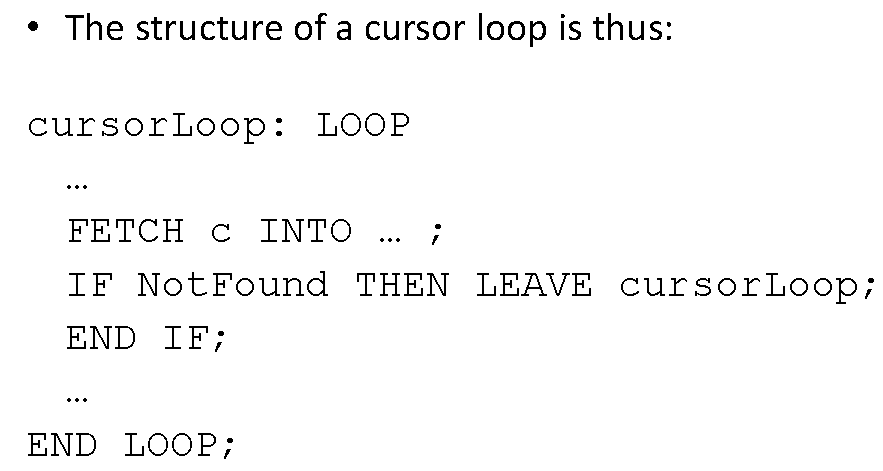 • The structure of a cursor loop is thus:
cursorLoop: LOOP
…
FETCH c INTO … ;
IF NotFound THEN LEAVE cursorLoop;
END IF;
…
END LOOP;